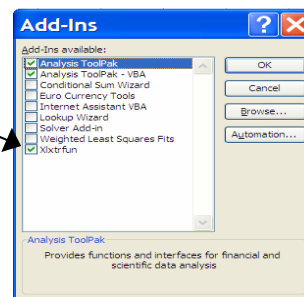 Add-Ins
Add-Ins available:
Analysis ToolPak
Analysis ToolPak - VBA
Conditional Sum Wizard
Euro Currency Tools
Internet Assistant VBA
Lookup Wizard
Solver Add-in
Weighted Least Squares Fits
Xlxtrfun
OK
Cancel
Browse...
Automation...
Analysis ToolPak
Provides functions and interfaces for financial and
scientific data analysis